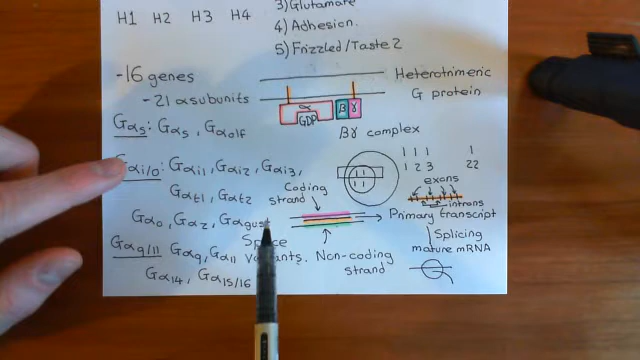 H1 H2 H3 H4
3) Glutamate
4) Adhesion.
5) Frizzled/Taste 2
-16 genes
- 21 α subunits
Heterotrimeric
G protein
α
GDP
β γ
βγ complex
Gαs: Gαs, Gαolf
Gαi/o: Gαi1, Gαi2, Gαi3,
Gαt1, Gαt2
Gαo, Gαz, Gαgus
Gαq/11 Gαq, Gα11
Gα14, Gα15/16
Splice
variants.
Coding
strand
Non-coding
strand
1 1 1 1
1 2 3 22
exons
introns
Primary transcript
Splicing
mature mRNA